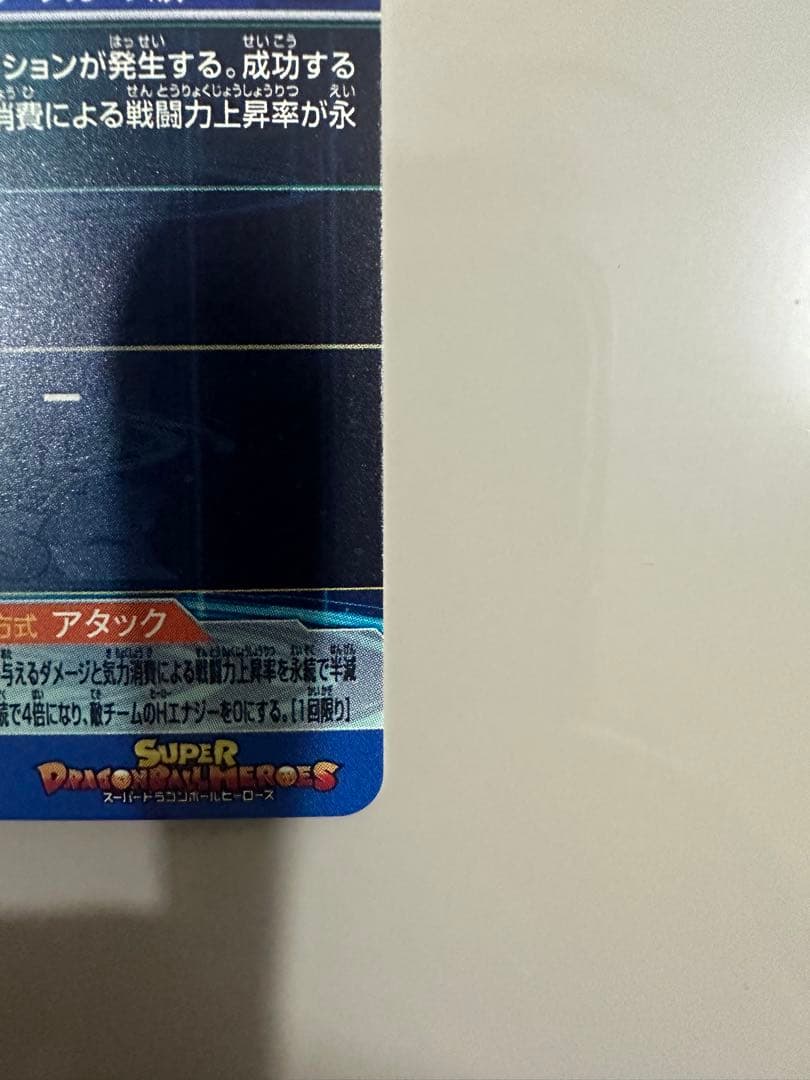 ションが発生する。成功する
消費による戦闘力上昇率が永
方式 アタック
与えるダメージと気力消費による戦闘力上昇率を永続で半減
続で4倍になり、敵チームのHエナジーを0にする。[1回限り]
SUPER
DRAGONBALL HEROES
スーパードラゴンボールヒーローズ